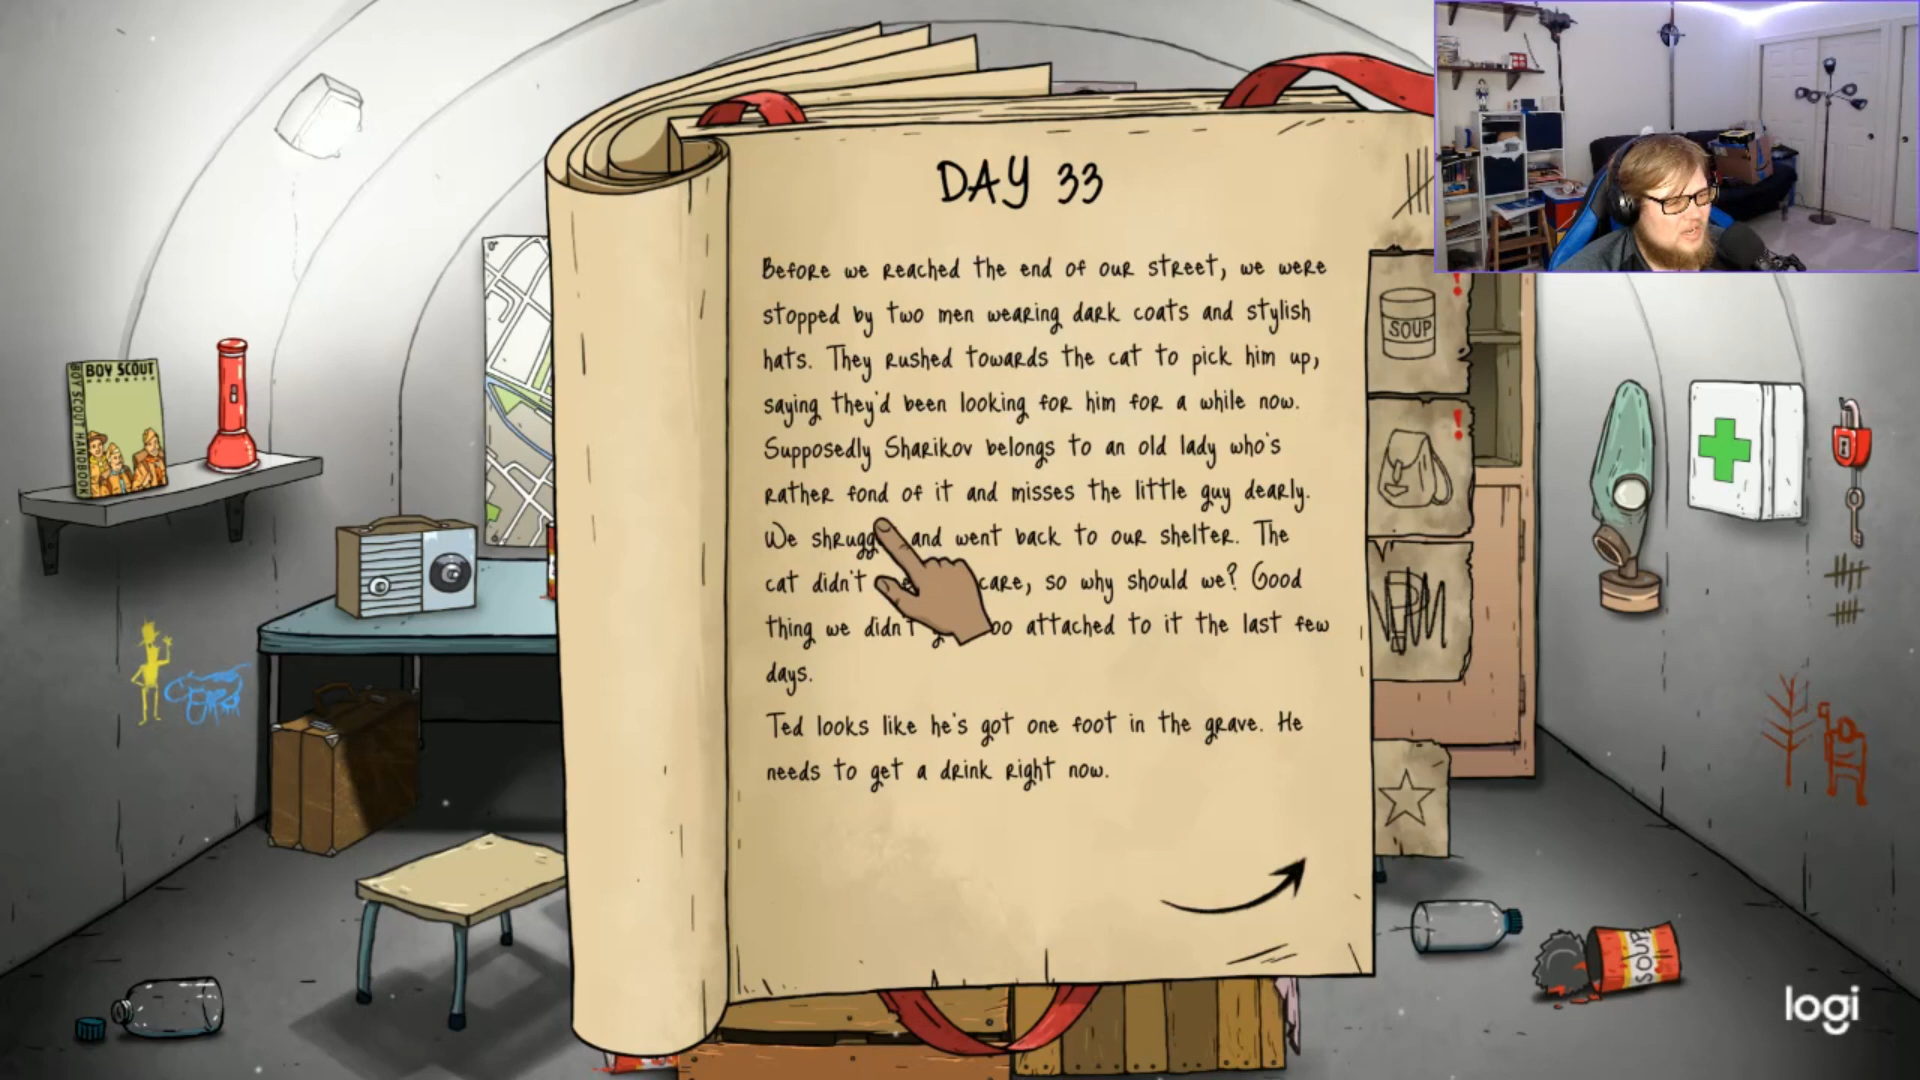 DAY 33
Before we reached the end of our street, we were
stopped by two men wearing dark coats and stylish
hats. They rushed towards the cat to pick him up,
saying they'd been looking for him for a while now.
Supposedly Sharikov belongs to an old lady who's
rather fond of it and misses the little guy dearly.
We and went back to our shelter. The
cat didn't care, so why should we? Good
thing we didn't attached to it the last few
days.
Ted looks like he's got one foot in the grave. He
needs to get a drink right now.
BOY SCOUT
BOY SCOUT HANDBOOK
SOUP
SOUP
logi